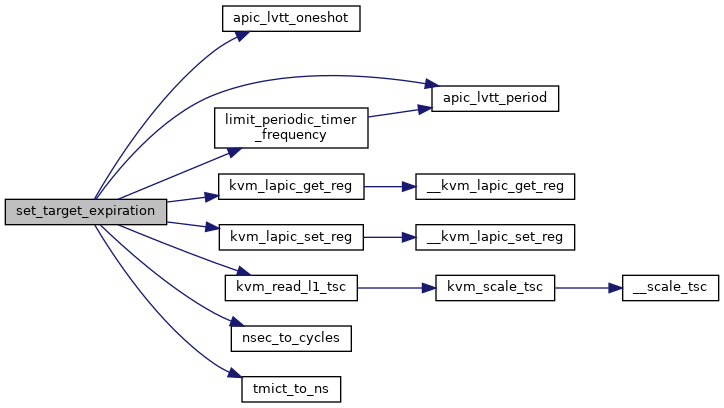 apic_lvtt_oneshot
apic_lvtt_period
limit_periodic_timer
_frequency
kvm_lapic_get_reg
__kvm_lapic_get_reg
set_target_expiration
kvm_lapic_set_reg
__kvm_lapic_set_reg
kvm_read_l1_tsc
kvm_scale_tsc
__scale_tsc
nsec_to_cycles
tmict_to_ns